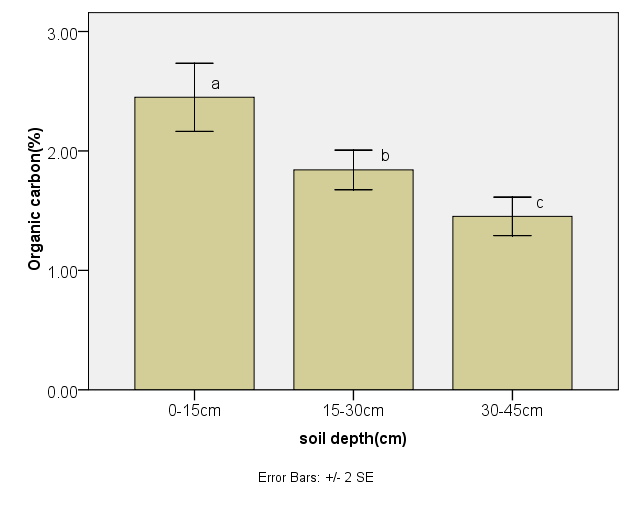 3.00
2.00
1.00
0.00
Organic carbon(%)
a
b
c
0-15cm 15-30cm 30-45cm
soil depth(cm)
Error Bars: +/- 2 SE